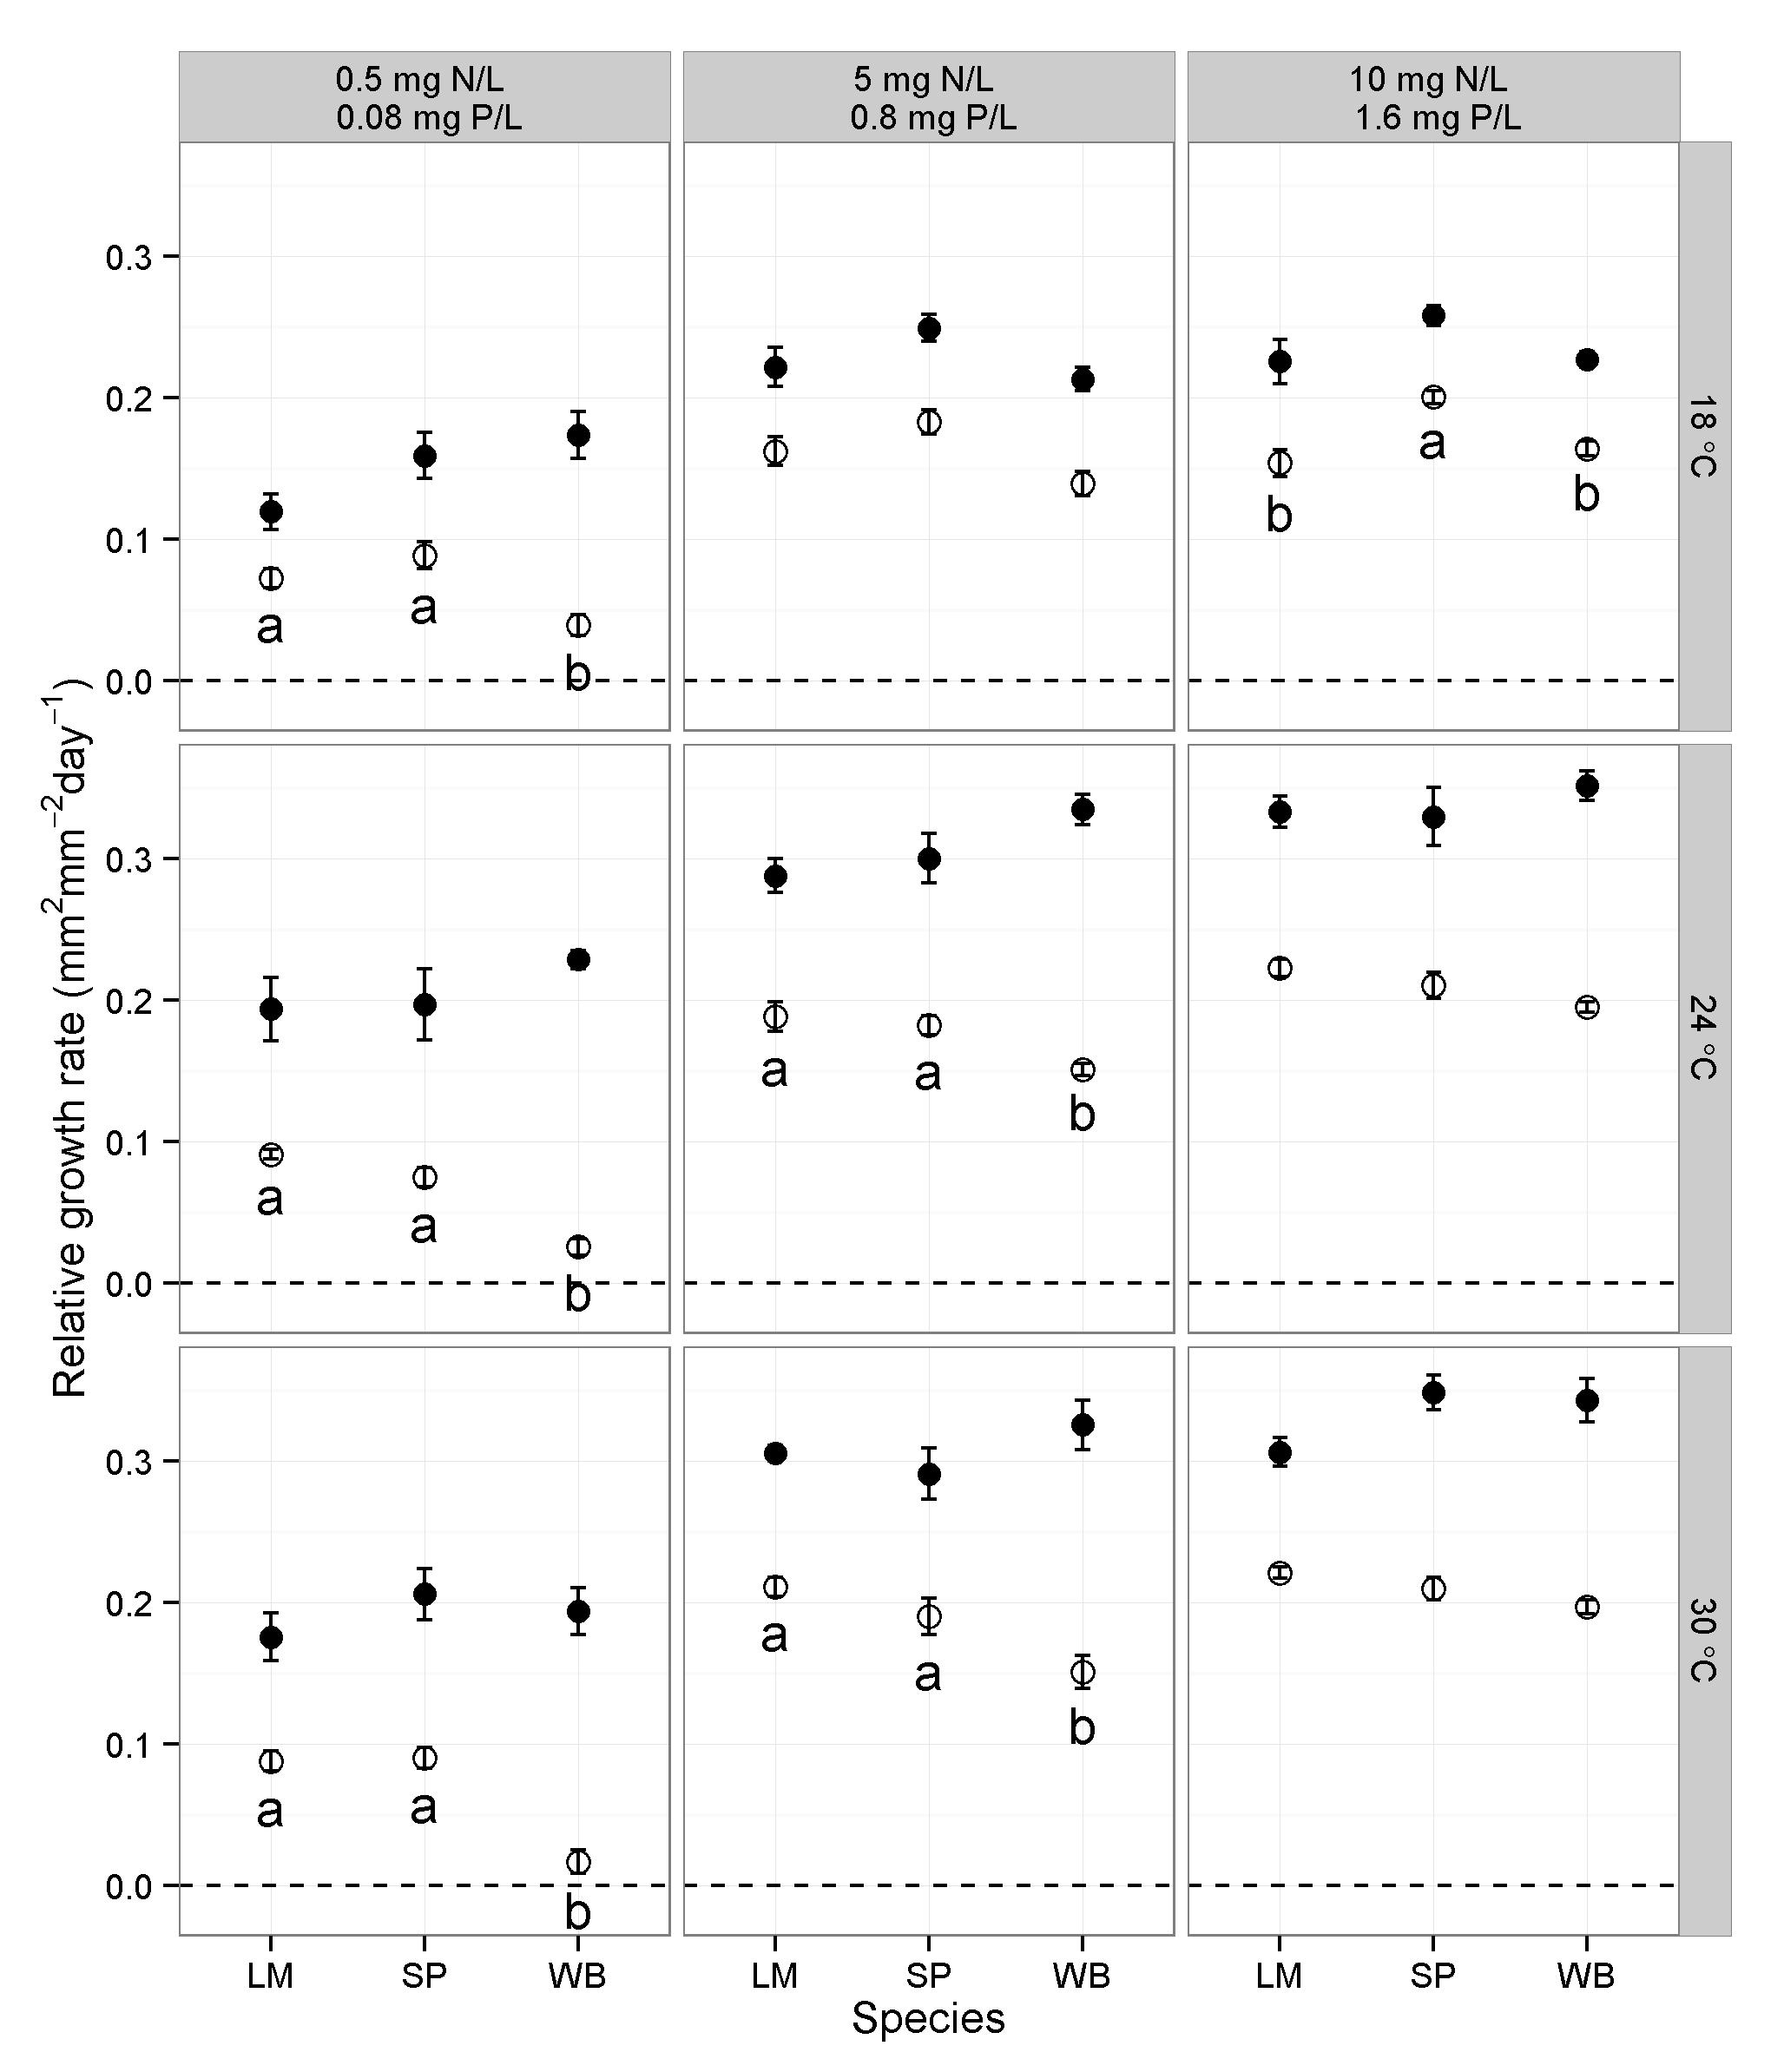 0.5 mg N/L
0.08 mg P/L
5 mg N/L
0.8 mg P/L
10 mg N/L
1.6 mg P/L
Relative growth rate (mm²mm⁻²day⁻¹)
0.3
0.2
0.1
0.0
a
a
b
b
a
b
18 °C
0.3
0.2
0.1
0.0
a
a
b
a
a
b
24 °C
0.3
0.2
0.1
0.0
a
a
b
a
a
b
30 °C
LM SP WB LM SP WB LM SP WB
Species